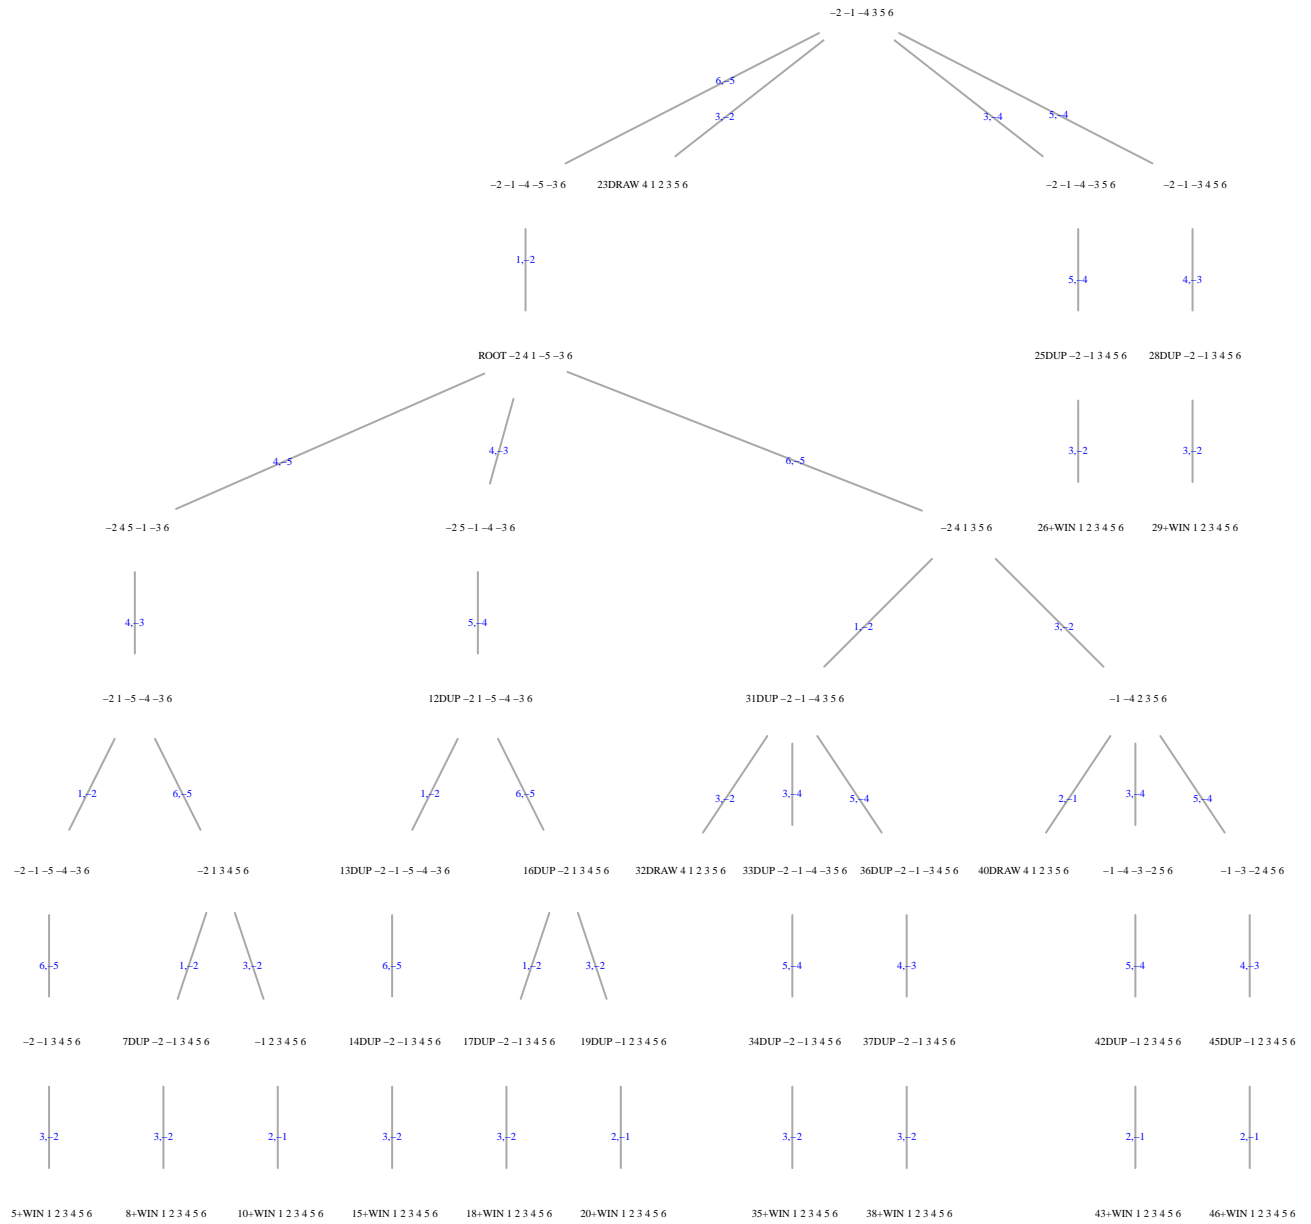 −2 −1 −4 3 5 6
6,−5
3,−2
3,−4
5,−4
−2 −1 −4 −5 −3 6
23DRAW 4 1 2 3 5 6
−2 −1 −4 −3 5 6
−2 −1 −3 4 5 6
1,−2
5,−4
4,−3
ROOT −2 4 1 −5 −3 6
25DUP −2 −1 3 4 5 6
28DUP −2 −1 3 4 5 6
4,−5
4,−3
6,−5
3,−2
3,−2
−2 4 5 −1 −3 6
−2 5 −1 −4 −3 6
−2 4 1 3 5 6
26+WIN 1 2 3 4 5 6
29+WIN 1 2 3 4 5 6
4,−3
5,−4
1,−2
3,−2
−2 1 −5 −4 −3 6
12DUP −2 1 −5 −4 −3 6
31DUP −2 −1 −4 3 5 6
−1 −4 2 3 5 6
1,−2
6,−5
1,−2
6,−5
3,−2
3,−4
5,−4
2,−1
3,−4
5,−4
−2 −1 −5 −4 −3 6
−2 1 3 4 5 6
13DUP −2 −1 −5 −4 −3 6
16DUP −2 1 3 4 5 6
32DRAW 4 1 2 3 5 6
33DUP −2 −1 −4 −3 5 6
36DUP −2 −1 −3 4 5 6
40DRAW 4 1 2 3 5 6
−1 −4 −3 −2 5 6
−1 −3 −2 4 5 6
6,−5
1,−2
3,−2
6,−5
1,−2
3,−2
5,−4
4,−3
5,−4
4,−3
−2 −1 3 4 5 6
7DUP −2 −1 3 4 5 6
−1 2 3 4 5 6
14DUP −2 −1 3 4 5 6
17DUP −2 −1 3 4 5 6
19DUP −1 2 3 4 5 6
34DUP −2 −1 3 4 5 6
37DUP −2 −1 3 4 5 6
42DUP −1 2 3 4 5 6
45DUP −1 2 3 4 5 6
3,−2
3,−2
2,−1
3,−2
3,−2
2,−1
3,−2
3,−2
2,−1
2,−1
5+WIN 1 2 3 4 5 6
8+WIN 1 2 3 4 5 6
10+WIN 1 2 3 4 5 6
15+WIN 1 2 3 4 5 6
18+WIN 1 2 3 4 5 6
20+WIN 1 2 3 4 5 6
35+WIN 1 2 3 4 5 6
38+WIN 1 2 3 4 5 6
43+WIN 1 2 3 4 5 6
46+WIN 1 2 3 4 5 6